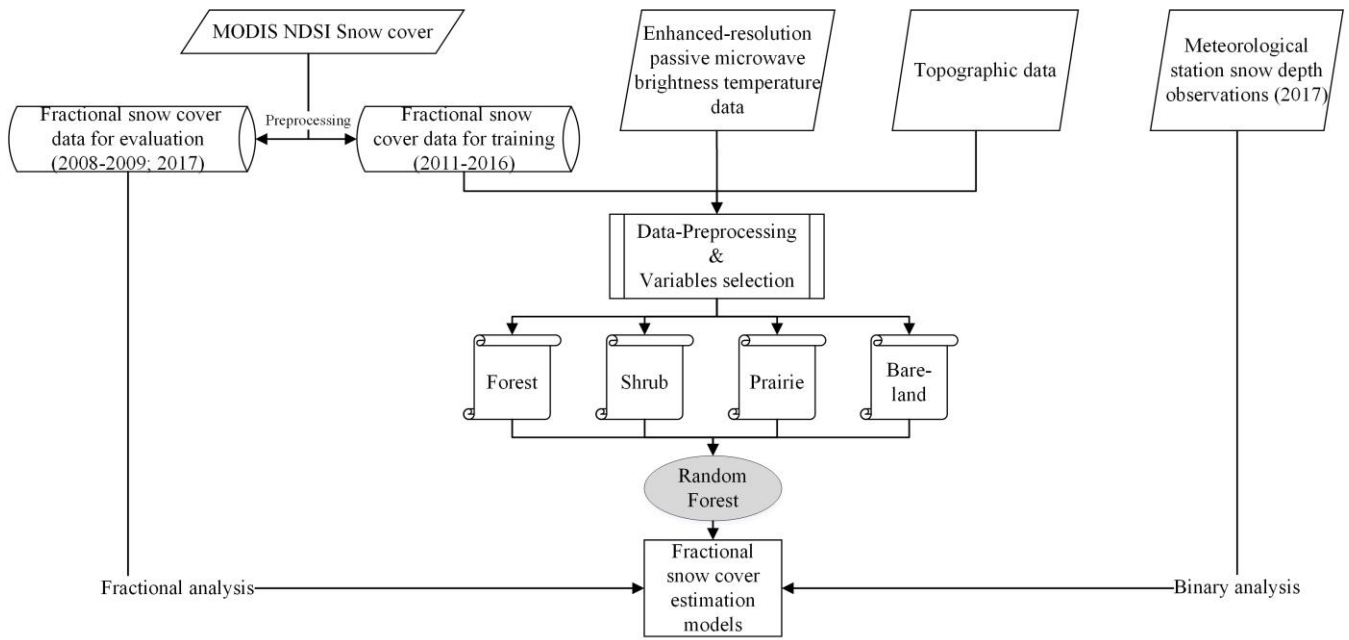 MODIS NDSI Snow cover
Enhanced-resolution
passive microwave
brightness temperature
data
Topographic data
Meteorological
station snow depth
observations (2017)
Fractional snow cover
data for evaluation
(2008-2009; 2017)
Preprocessing
Fractional snow
cover data for training
(2011-2016)
Data-Preprocessing
&
Variables selection
Forest
Shrub
Prairie
Bare-
land
Random
Forest
Fractional
snow cover
estimation
models
Fractional analysis
Binary analysis